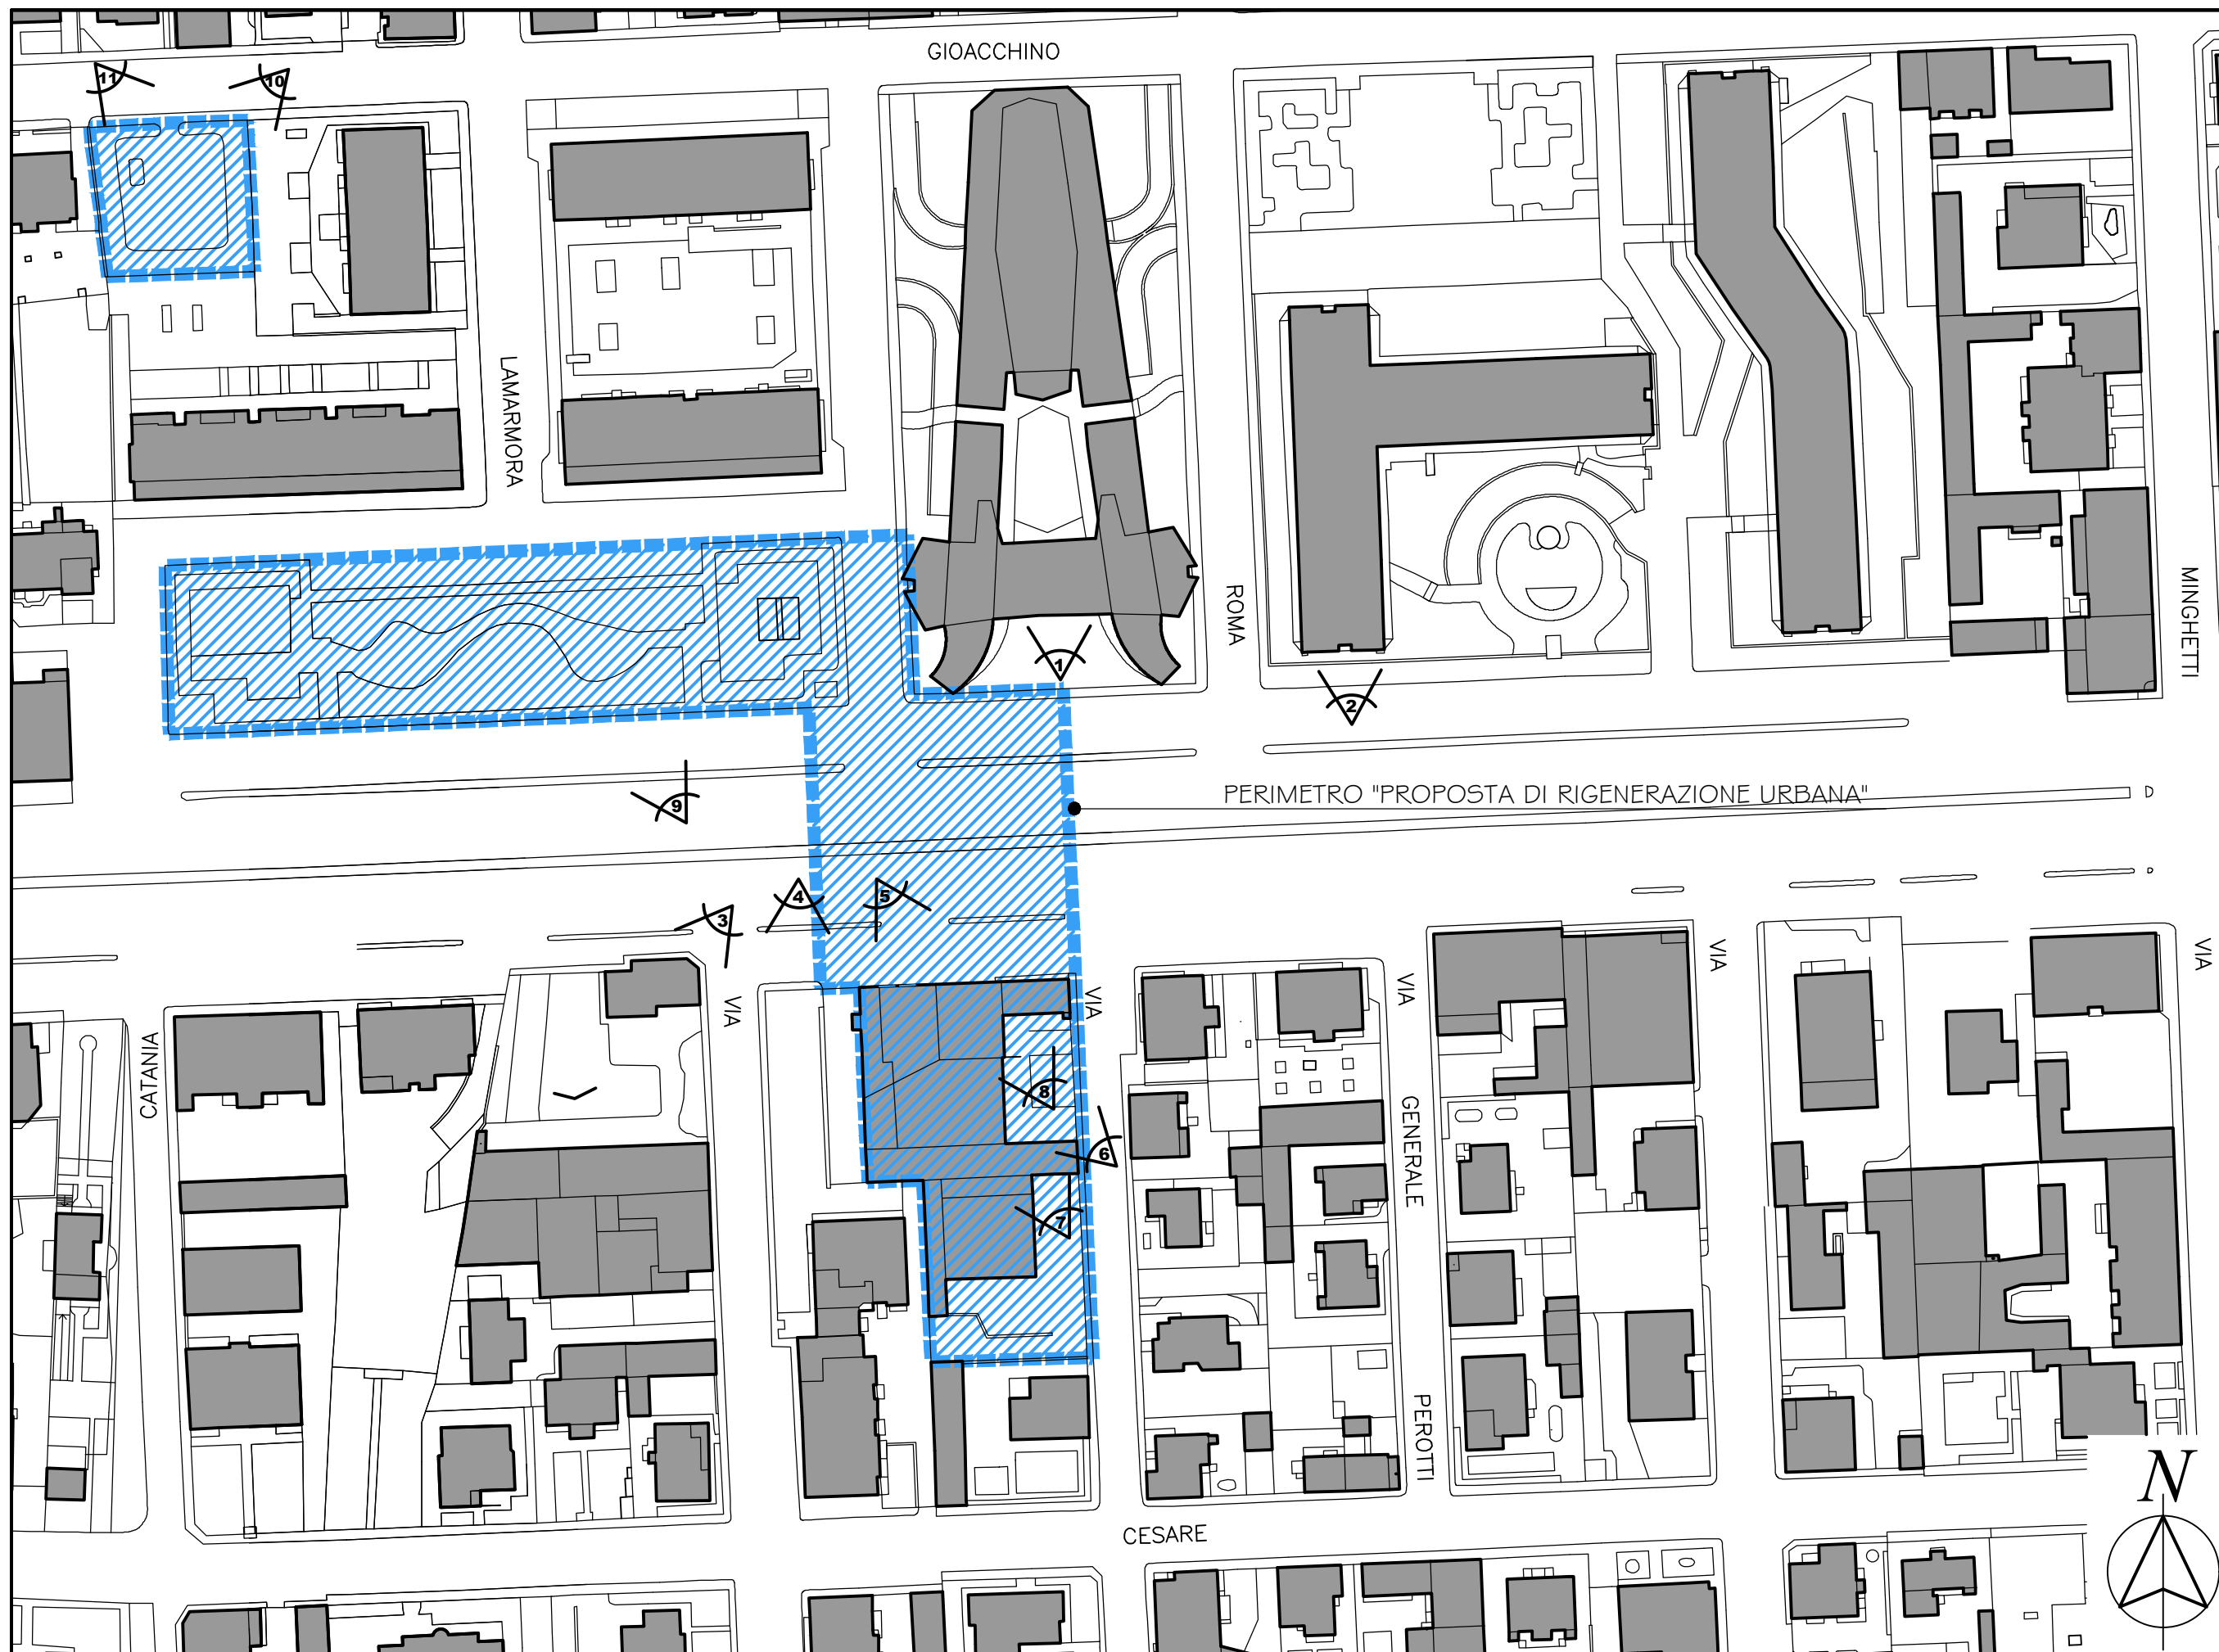 GIOACCHINO
11
10
LAMARMORA
ROMA
MINGHETTI
1
2
PERIMETRO "PROPOSTA DI RIGENERAZIONE URBANA"
9
4
5
3
VIA
VIA
VIA
VIA
VIA
CATANIA
8
GENERALE
6
7
PEROTTI
N
CESARE